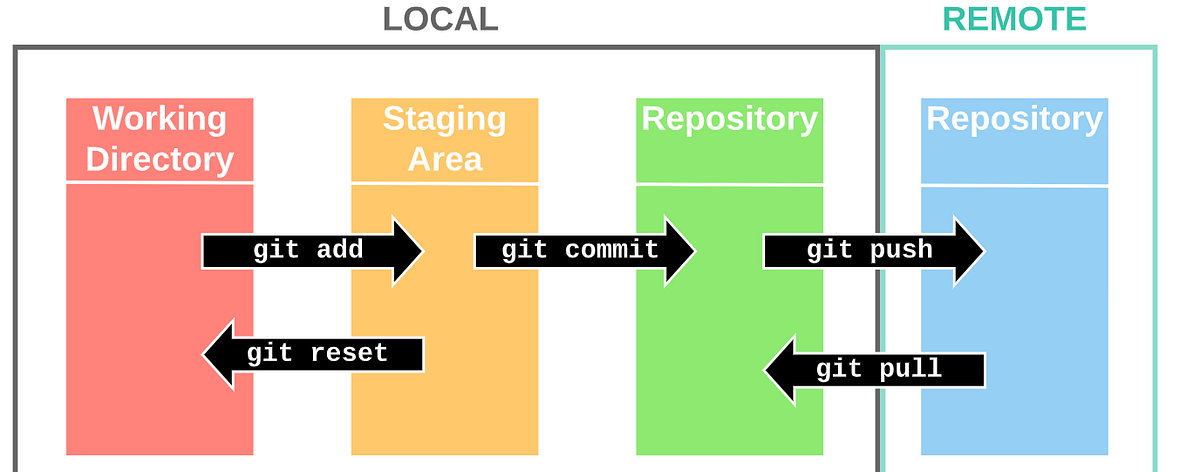 LOCAL
REMOTE
Working
Directory
Staging
Area
Repository
Repository
git add
git commit
git push
git reset
git pull